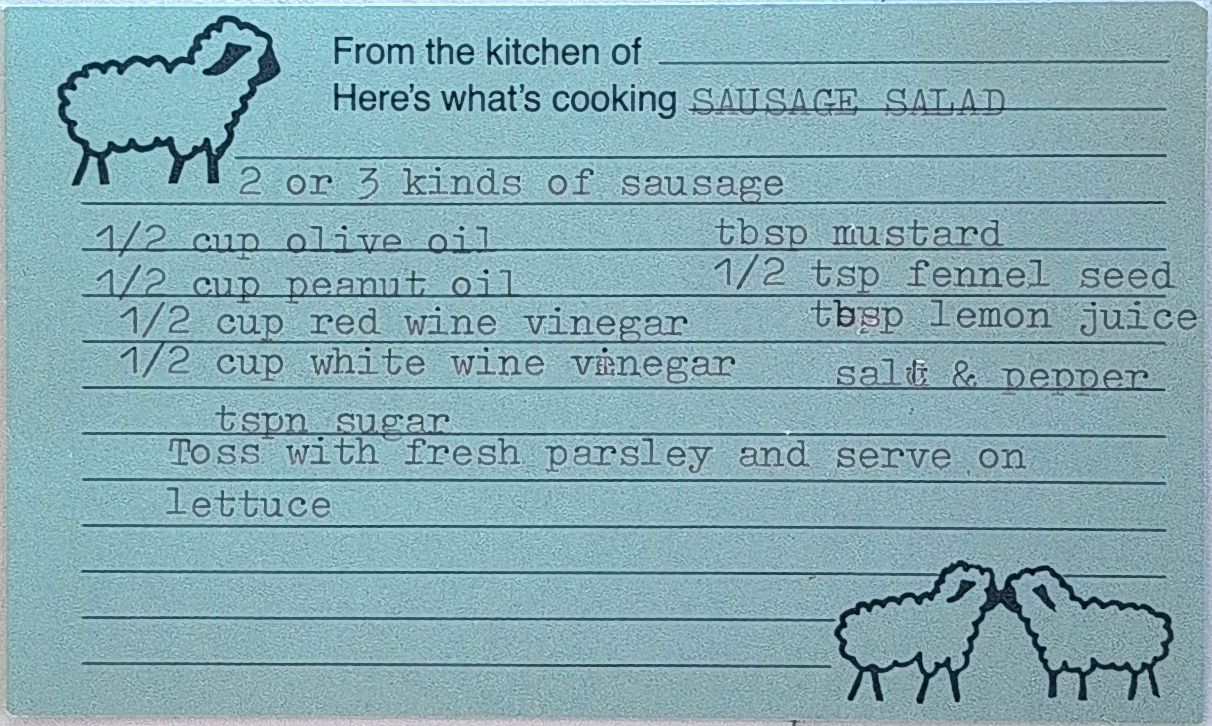 From the kitchen of
Here's what's cooking SAUSAGE SALAD
2 or 3 kinds of sausage
1/2 cup olive oil
1/2 cup peanut oil
1/2 cup red wine vinegar
1/2 cup white wine vinegar
tspn sugar
tbsp mustard
1/2 tsp fennel seed
tbsp lemon juice
salt & pepper
Toss with fresh parsley and serve on
lettuce